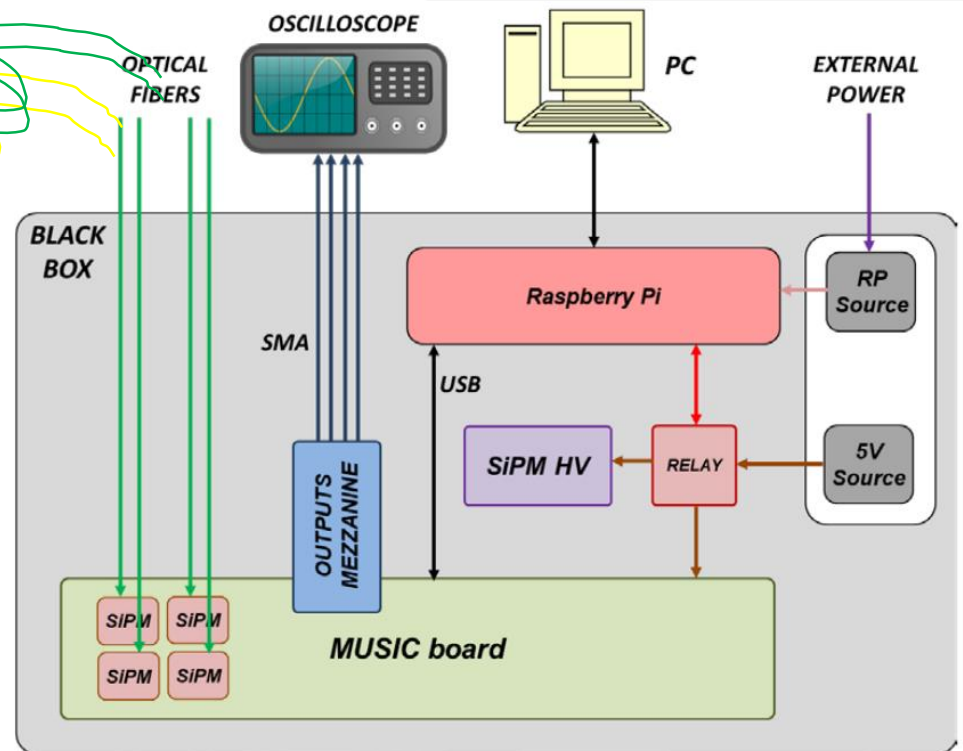 OSCILLOSCOPE
OPTICAL
FIBERS
PC
EXTERNAL
POWER
BLACK
BOX
RP
Source
Raspberry Pi
SMA
USB
5V
Source
SiPM HV
RELAY
OUTPUTS
MEZZANINE
SiPM
SiPM
SiPM
SiPM
MUSIC board